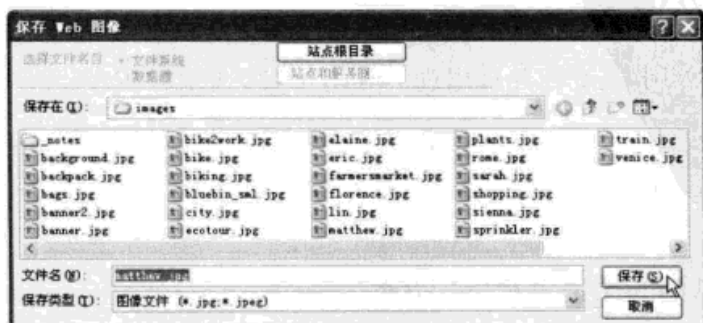 保存 Web 图像
选择文件名自 文件系统 站点根目录
数据源 站点和服务器...
保存在(I): images
_notes bike2work.jpg elaine.jpg plants.jpg train.jpg
background.jpg bike.jpg eric.jpg rome.jpg venice.jpg
backpack.jpg biking.jpg farmersmarket.jpg sarah.jpg
bags.jpg bluebin_sml.jpg florence.jpg shopping.jpg
banner2.jpg city.jpg lin.jpg sienna.jpg
banner.jpg ecotour.jpg matthew.jpg sprinkler.jpg
文件名(N): 保存(S)
保存类型(T): 图像文件 (*.jpg;*.jpeg) 取消